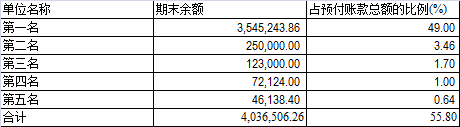 单位名称 期末余额 占预付账款总额的比例(%)
第一名 3,545,243.86 49.00
第二名 250,000.00 3.46
第三名 123,000.00 1.70
第四名 72,124.00 1.00
第五名 46,138.40 0.64
合计 4,036,506.26 55.80